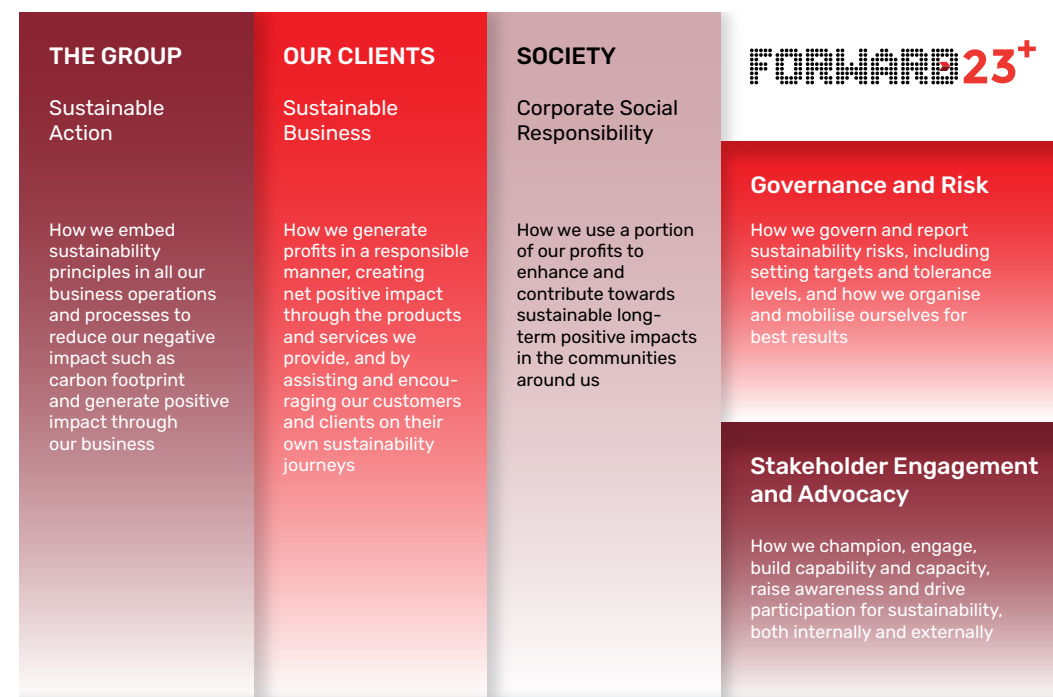 THE GROUP
Sustainable
Action
How we embed
sustainability
principles in all our
business operations
and processes to
reduce our negative
impact such as
carbon footprint
and generate positive
impact through
our business
OUR CLIENTS
Sustainable
Business
How we generate
profits in a responsible
manner, creating
net positive impact
through the products
and services we
provide, and by
assisting and encou-
raging our customers
and clients on their
own sustainability
journeys
SOCIETY
Corporate Social
Responsibility
How we use a portion
of our profits to
enhance and
contribute towards
sustainable long-
term positive impacts
in the communities
around us
FORWARD23+
Governance and Risk
How we govern and report
sustainability risks, including
setting targets and tolerance
levels, and how we organise
and mobilise ourselves for
best results
Stakeholder Engagement
and Advocacy
How we champion, engage,
build capability and capacity,
raise awareness and drive
participation for sustainability,
both internally and externally